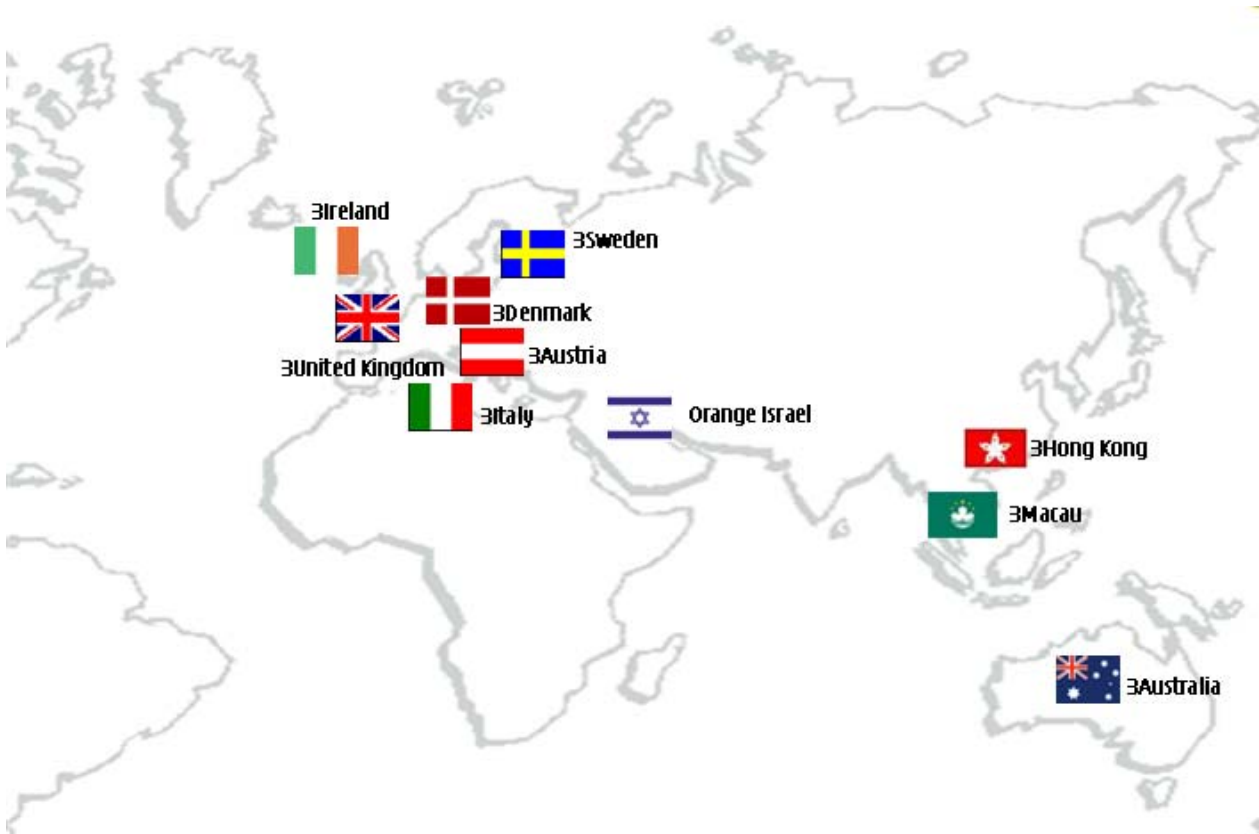 3Ireland
3Sweden
3Denmark
3United Kingdom
3Austria
3Italy
Orange Israel
3Hong Kong
3Macau
3Australia